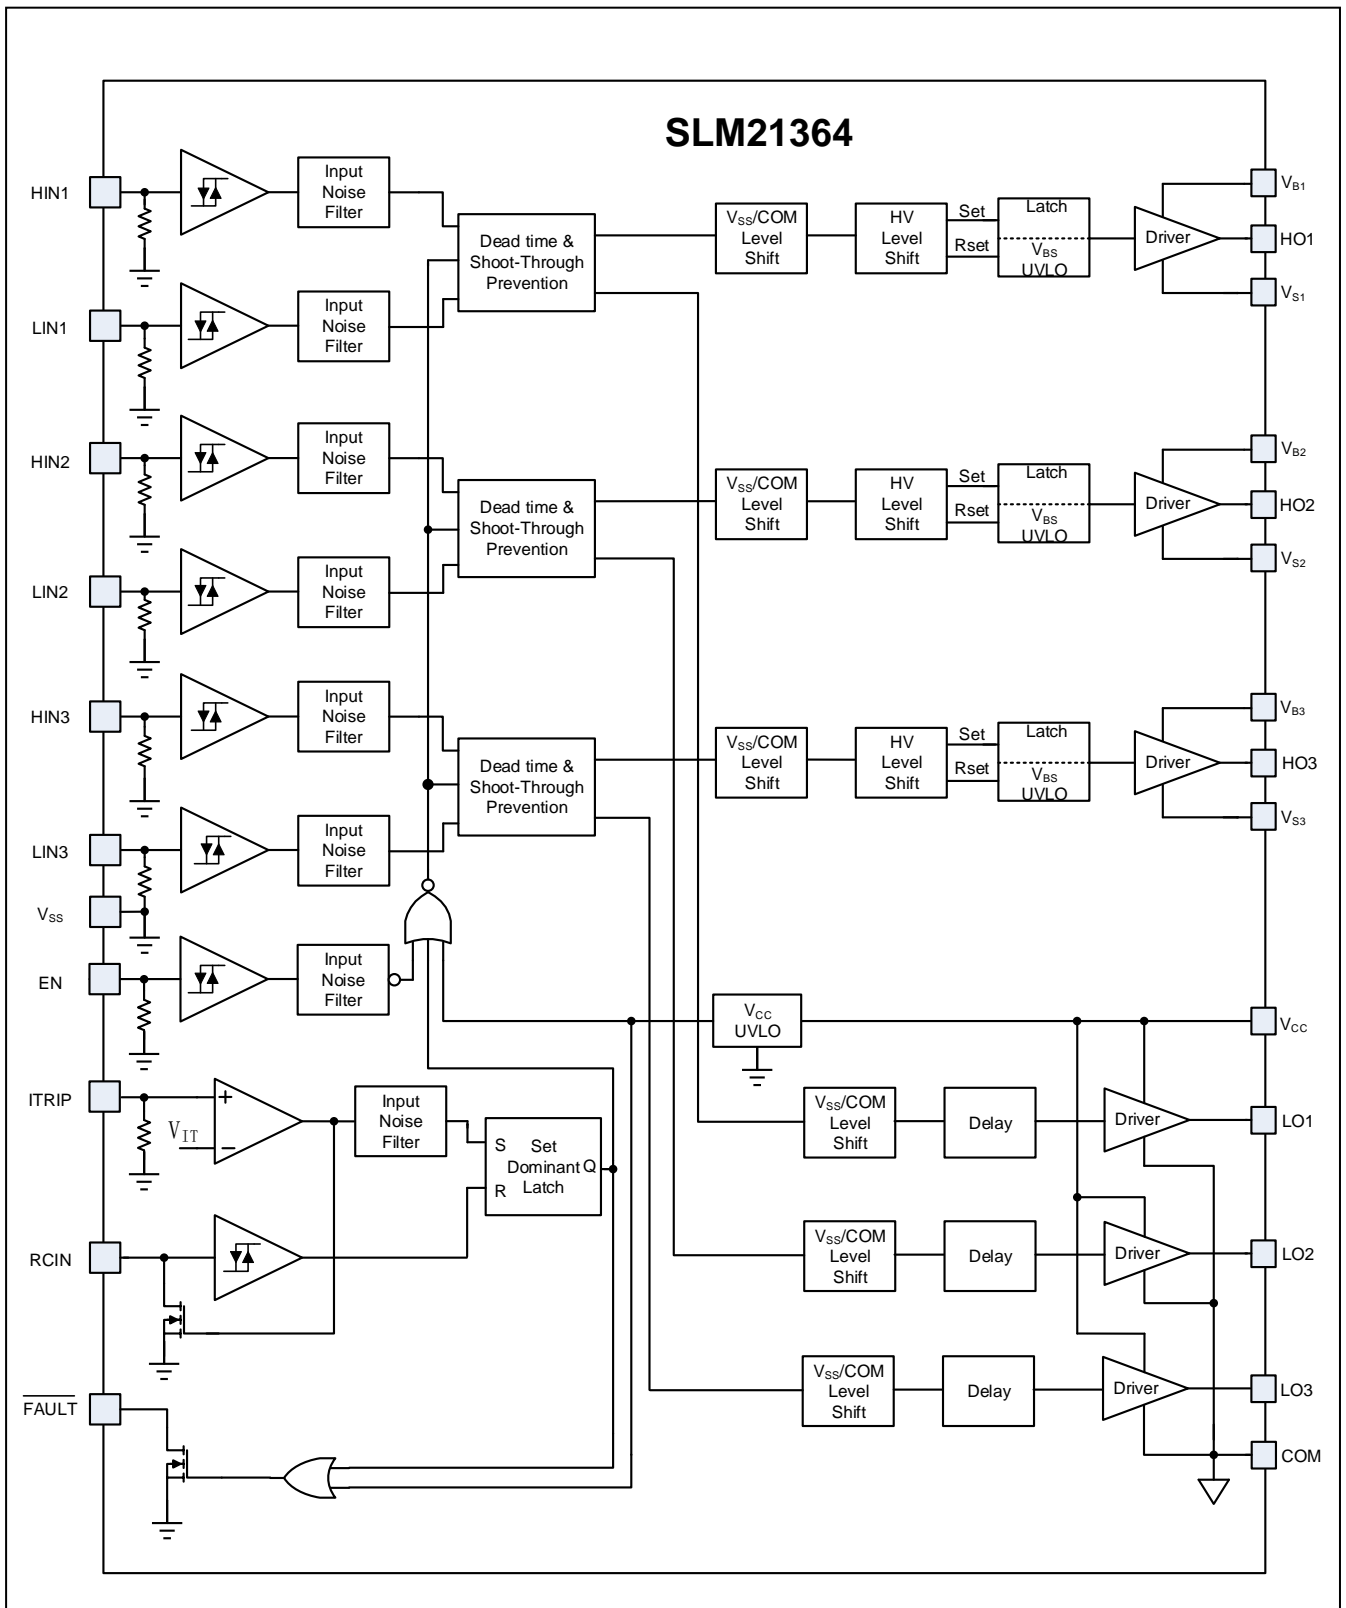 SLM21364
HIN1
Input
Noise
Filter
Dead time &
Shoot-Through
Prevention
VSS/COM
Level
Shift
HV
Level
Shift
Set
Rset
Latch
VBS
UVLO
Driver
VB1
HO1
VS1
LIN1
Input
Noise
Filter
HIN2
Input
Noise
Filter
Dead time &
Shoot-Through
Prevention
VSS/COM
Level
Shift
HV
Level
Shift
Set
Rset
Latch
VBS
UVLO
Driver
VB2
HO2
VS2
LIN2
Input
Noise
Filter
HIN3
Input
Noise
Filter
Dead time &
Shoot-Through
Prevention
VSS/COM
Level
Shift
HV
Level
Shift
Set
Rset
Latch
VBS
UVLO
Driver
VB3
HO3
VS3
LIN3
Input
Noise
Filter
VSS
EN
Input
Noise
Filter
VCC
UVLO
VCC
ITRIP
+
VIT
−
Input
Noise
Filter
S
R
Set
Dominant
Latch
Q
VSS/COM
Level
Shift
Delay
Driver
LO1
RCIN
VSS/COM
Level
Shift
Delay
Driver
LO2
FAULT
VSS/COM
Level
Shift
Delay
Driver
LO3
COM